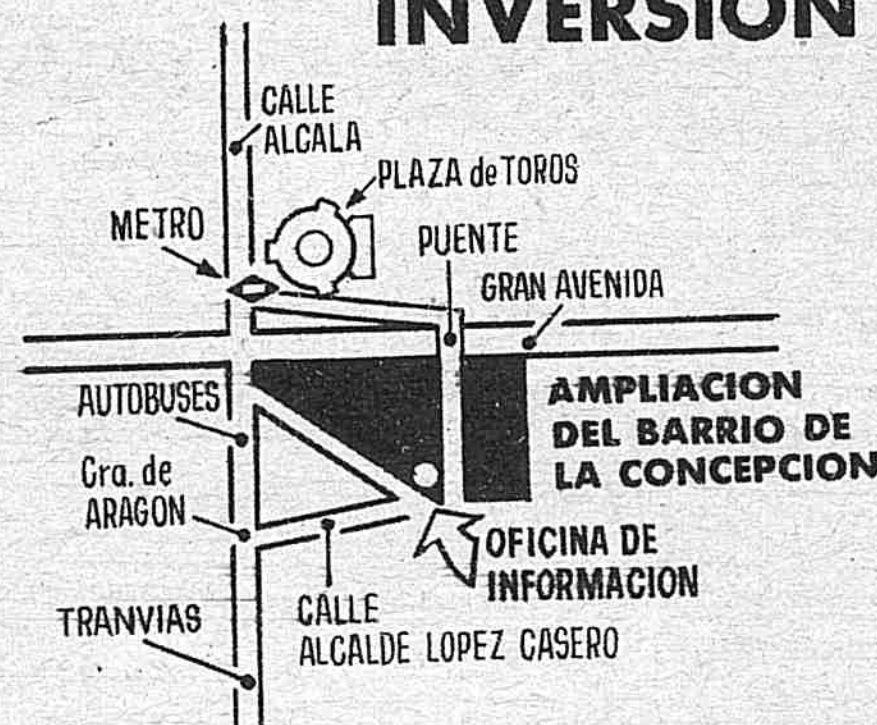 INVERSION
CALLE
ALCALA
PLAZA de TOROS
METRO
PUENTE
GRAN AVENIDA
AUTOBUSES
AMPLIACION
DEL BARRIO DE
LA CONCEPCION
Cra. de
ARAGON
OFICINA DE
INFORMACION
TRANVIAS
CALLE
ALCALDE LOPEZ CASERO